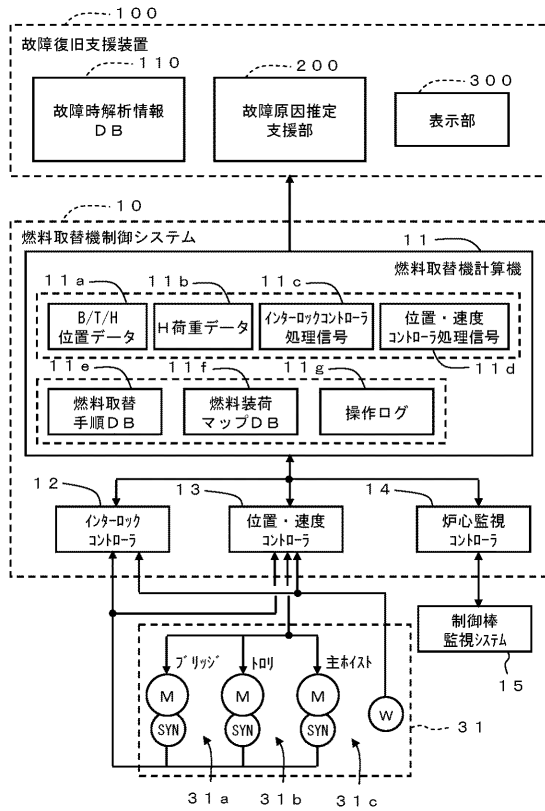 100
故障復旧支援装置
110
200
300
故障時解析情報
DB
故障原因推定
支援部
表示部
10
燃料取替機制御システム
11
燃料取替機計算機
11a
11b
11c
B/T/H
位置データ
H荷重データ
ｲﾝﾀｰﾛｯｸｺﾝﾄﾛｰﾗ
処理信号
位置・速度
ｺﾝﾄﾛｰﾗ処理信号
11d
11e
11f
11g
燃料取替
手順DB
燃料装荷
マップDB
操作ログ
12
13
14
ｲﾝﾀｰﾛｯｸ
ｺﾝﾄﾛｰﾗ
位置・速度
ｺﾝﾄﾛｰﾗ
炉心監視
ｺﾝﾄﾛｰﾗ
制御棒
監視ｼｽﾃﾑ
15
ﾌﾞﾘｯｼﾞ
ﾄﾛﾘ
主ﾎｲｽﾄ
M
M
M
W
SYN
SYN
SYN
31
31a
31b
31c